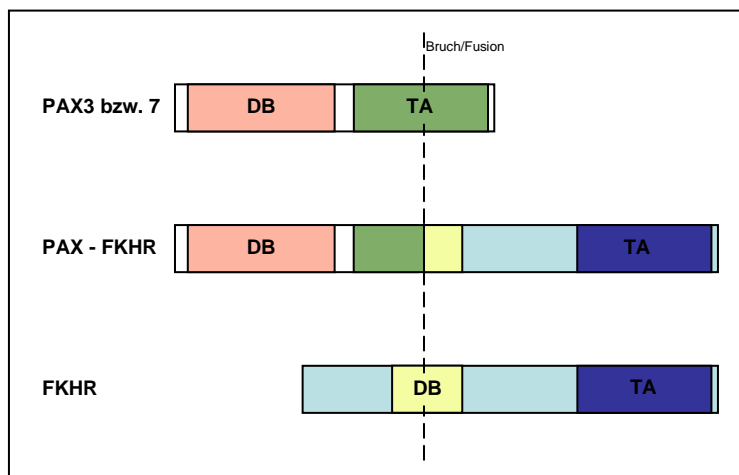 Bruch/Fusion
PAX3 bzw. 7 DB TA
PAX - FKHR DB TA
FKHR DB TA